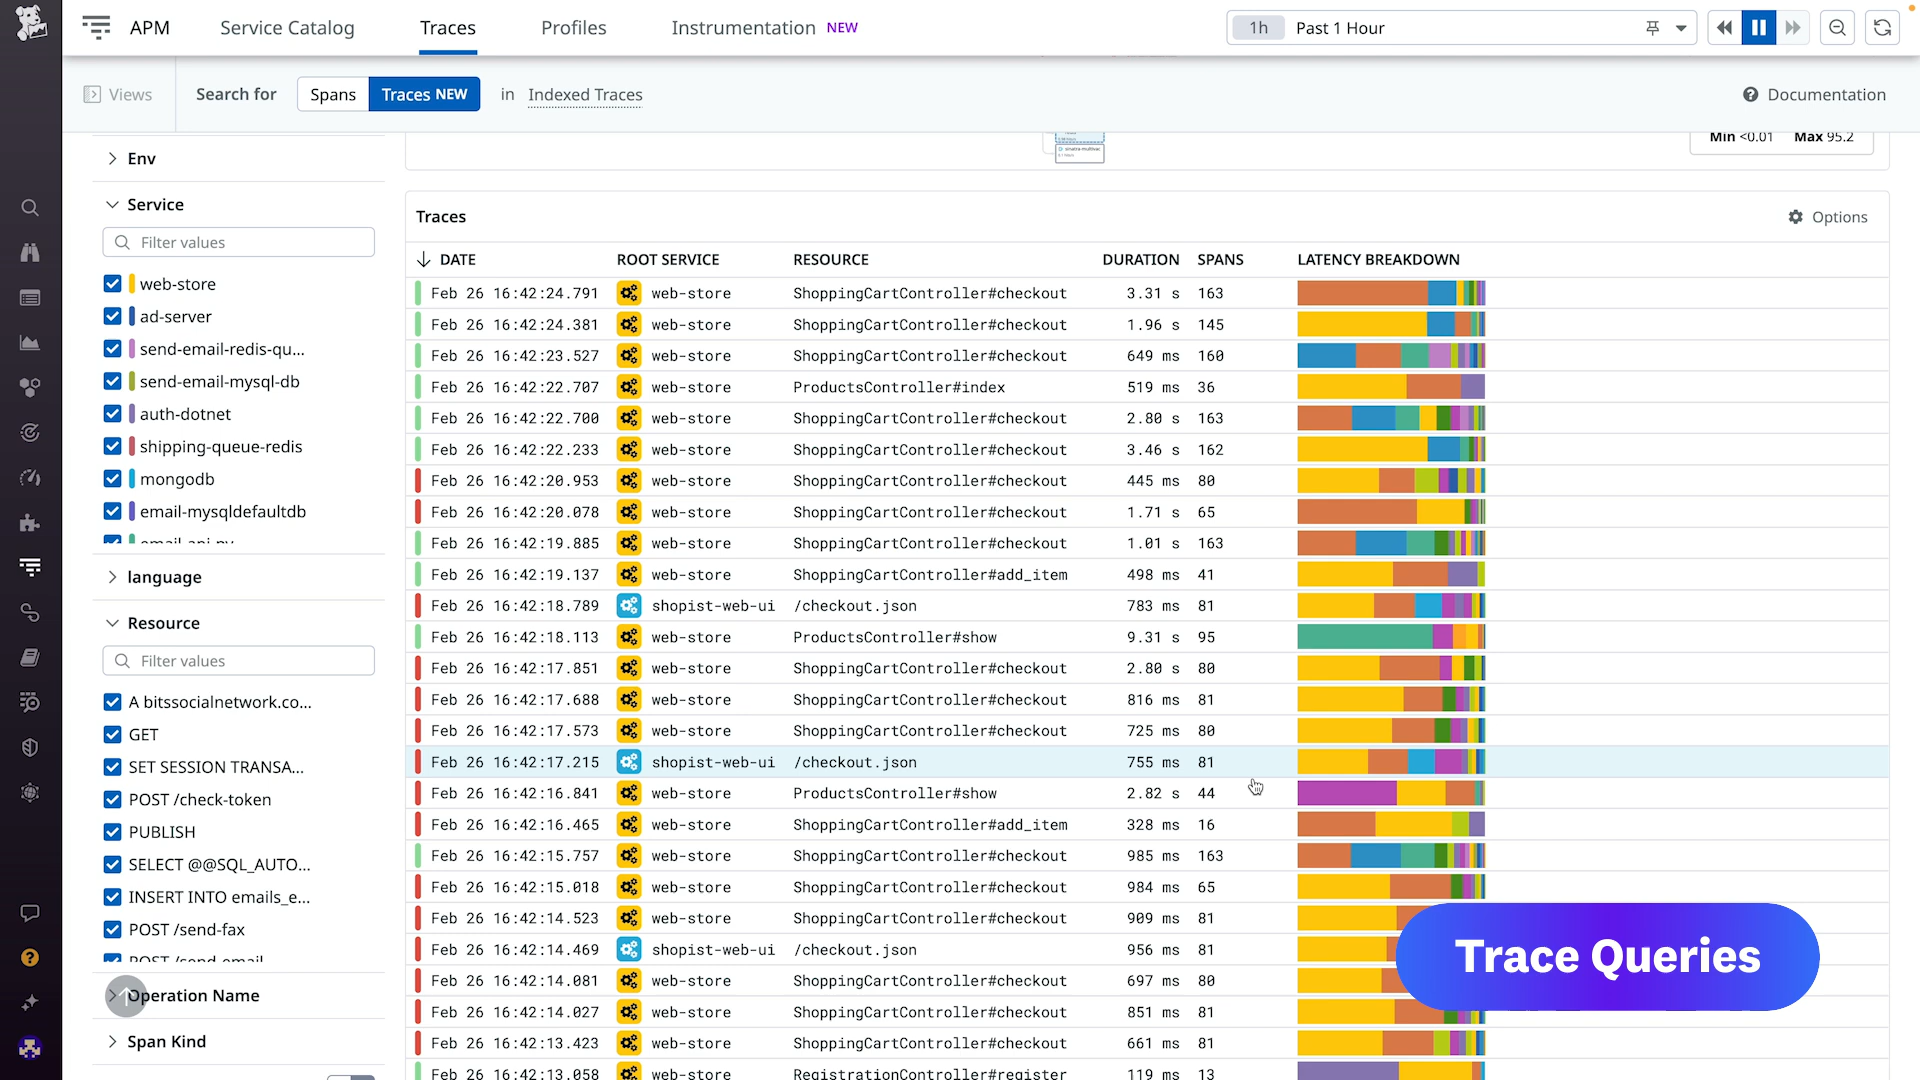 APM
Service Catalog
Traces
Profiles
Instrumentation NEW
1h Past 1 Hour
Views
Search for
Spans
Traces NEW
in Indexed Traces
Documentation
Min <0.01 Max 95.2
Env
Service
Filter values
web-store
ad-server
send-email-redis-qu...
send-email-mysql-db
auth-dotnet
shipping-queue-redis
mongodb
email-mysqldefaultdb
email-api-py
language
Resource
Filter values
A bitssocialnetwork.co...
GET
SET SESSION TRANSA...
POST /check-token
PUBLISH
SELECT @@SQL_AUTO...
INSERT INTO emails_e...
POST /send-fax
POST /send-email
Operation Name
Span Kind
Traces
Options
DATE ROOT SERVICE RESOURCE DURATION SPANS LATENCY BREAKDOWN
Feb 26 16:42:24.791 web-store ShoppingCartController#checkout 3.31 s 163
Feb 26 16:42:24.381 web-store ShoppingCartController#checkout 1.96 s 145
Feb 26 16:42:23.527 web-store ShoppingCartController#checkout 649 ms 160
Feb 26 16:42:22.707 web-store ProductsController#index 519 ms 36
Feb 26 16:42:22.700 web-store ShoppingCartController#checkout 2.80 s 163
Feb 26 16:42:22.233 web-store ShoppingCartController#checkout 3.46 s 162
Feb 26 16:42:20.953 web-store ShoppingCartController#checkout 445 ms 80
Feb 26 16:42:20.078 web-store ShoppingCartController#checkout 1.71 s 65
Feb 26 16:42:19.885 web-store ShoppingCartController#checkout 1.01 s 163
Feb 26 16:42:19.137 web-store ShoppingCartController#add_item 498 ms 41
Feb 26 16:42:18.789 shopist-web-ui /checkout.json 783 ms 81
Feb 26 16:42:18.113 web-store ProductsController#show 9.31 s 95
Feb 26 16:42:17.851 web-store ShoppingCartController#checkout 2.80 s 80
Feb 26 16:42:17.688 web-store ShoppingCartController#checkout 816 ms 81
Feb 26 16:42:17.573 web-store ShoppingCartController#checkout 725 ms 80
Feb 26 16:42:17.215 shopist-web-ui /checkout.json 755 ms 81
Feb 26 16:42:16.841 web-store ProductsController#show 2.82 s 44
Feb 26 16:42:16.465 web-store ShoppingCartController#add_item 328 ms 16
Feb 26 16:42:15.757 web-store ShoppingCartController#checkout 985 ms 163
Feb 26 16:42:15.018 web-store ShoppingCartController#checkout 984 ms 65
Feb 26 16:42:14.523 web-store ShoppingCartController#checkout 909 ms 81
Feb 26 16:42:14.469 shopist-web-ui /checkout.json 956 ms 81
Feb 26 16:42:14.081 web-store ShoppingCartController#checkout 697 ms 80
Feb 26 16:42:14.027 web-store ShoppingCartController#checkout 851 ms 81
Feb 26 16:42:13.423 web-store ShoppingCartController#checkout 661 ms 81
Feb 26 16:42:13.058 web-store RegistrationController#register 119 ms 13
Trace Queries